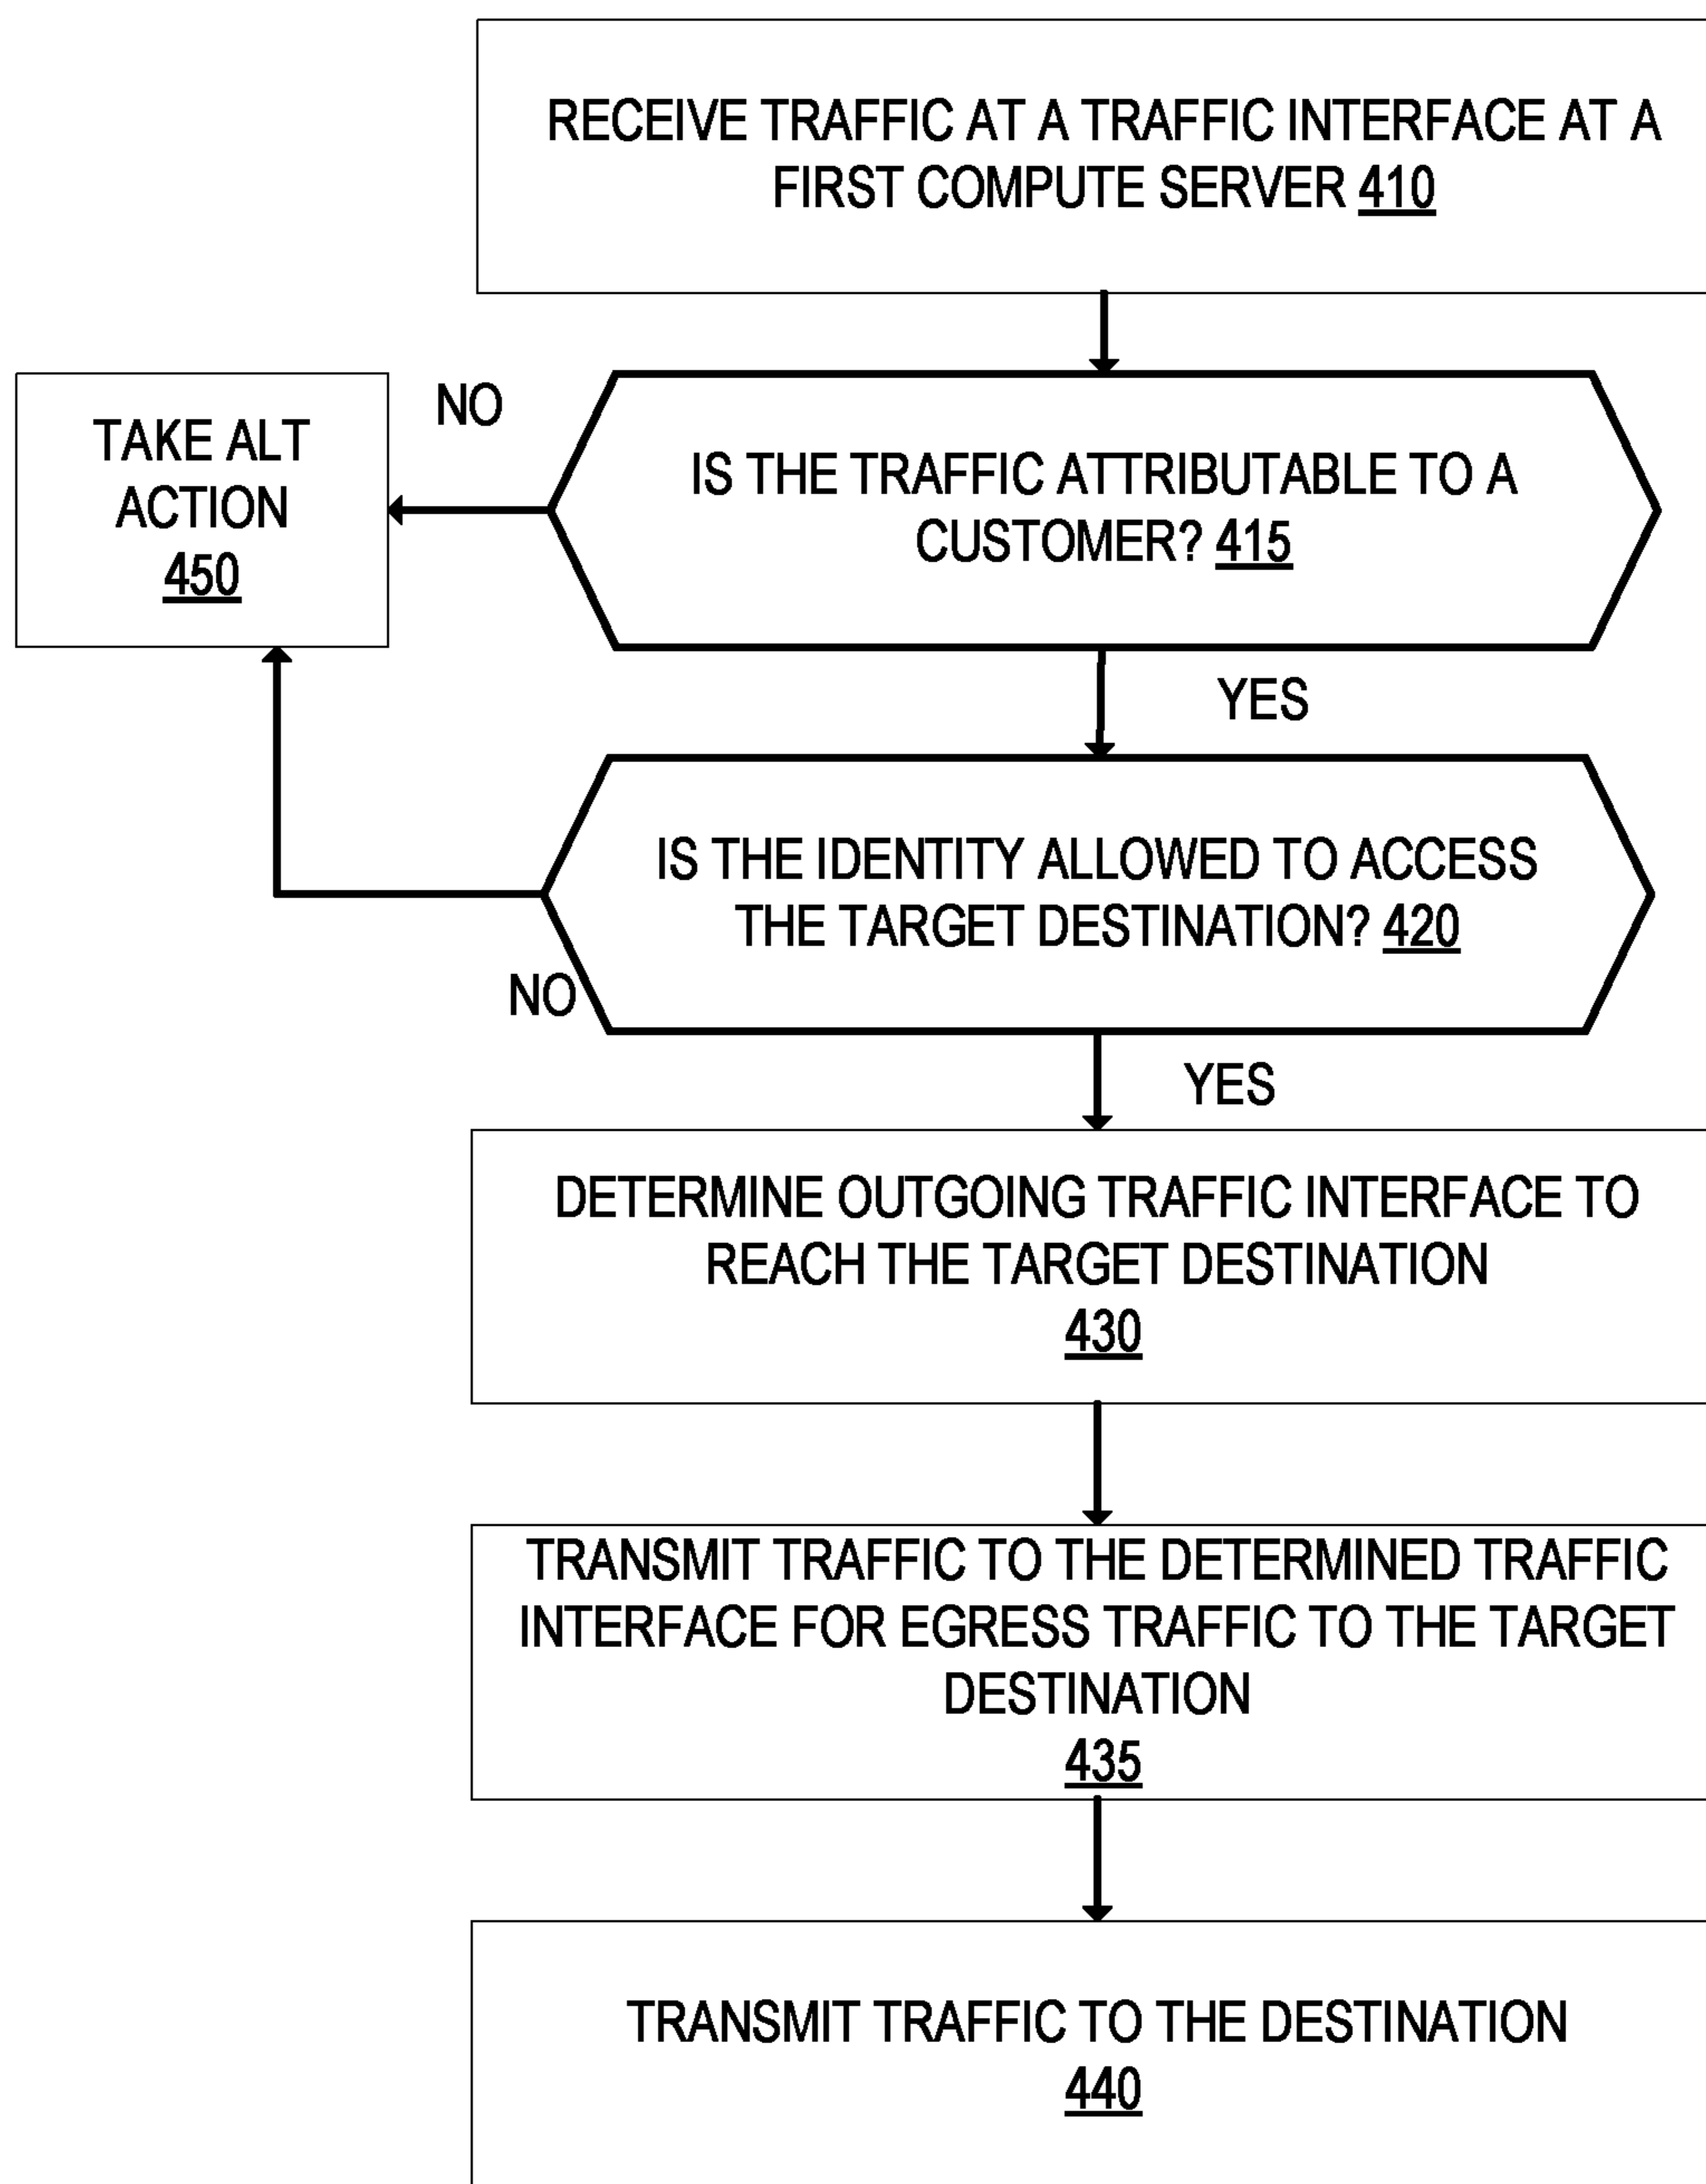 RECEIVE TRAFFIC AT A TRAFFIC INTERFACE AT A
FIRST COMPUTE SERVER 410
NO
TAKE ALT
ACTION
450
IS THE TRAFFIC ATTRIBUTABLE TO A
CUSTOMER? 415
YES
IS THE IDENTITY ALLOWED TO ACCESS
THE TARGET DESTINATION? 420
NO
YES
DETERMINE OUTGOING TRAFFIC INTERFACE TO
REACH THE TARGET DESTINATION
430
TRANSMIT TRAFFIC TO THE DETERMINED TRAFFIC
INTERFACE FOR EGRESS TRAFFIC TO THE TARGET
DESTINATION
435
TRANSMIT TRAFFIC TO THE DESTINATION
440